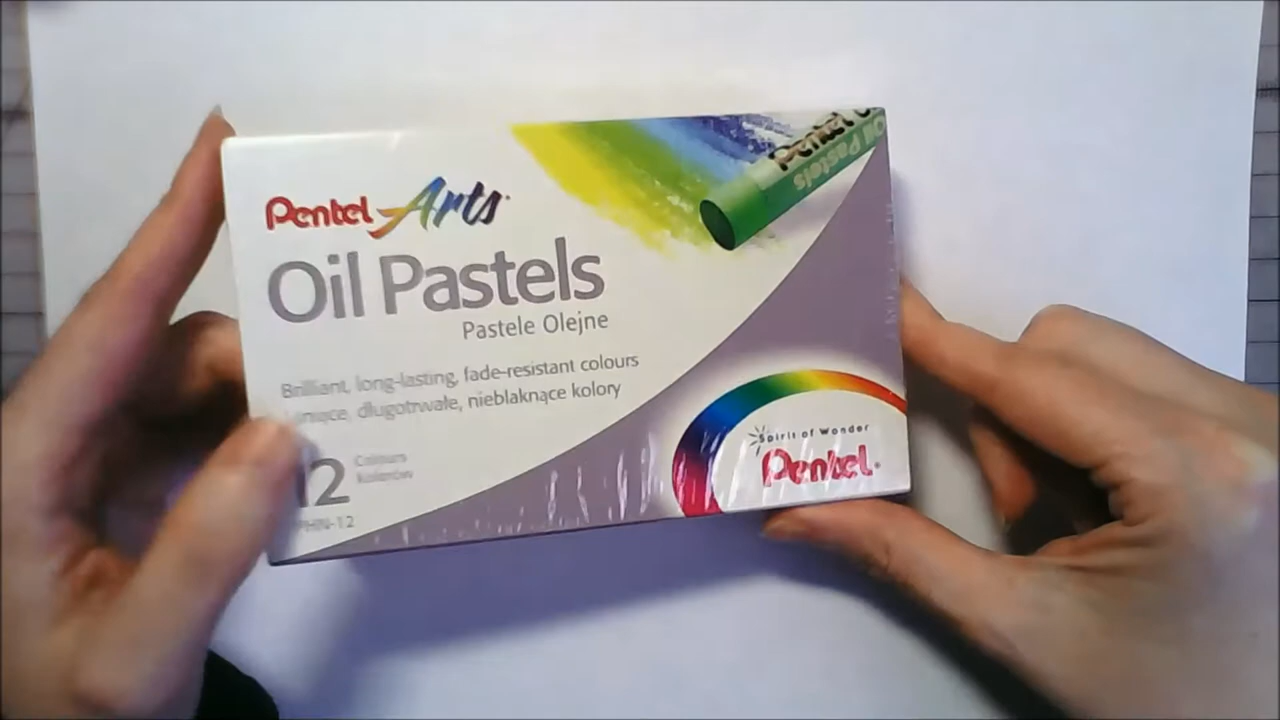 Pentel Arts
Oil Pastels
Pastele Olejne
Brilliant, long-lasting, fade-resistant colours
długotrwałe, nieblaknące kolory
12 Colours
Kolorów
PHN-12
Pentel
Oil Pastels
Spirit of Wonder
Pentel